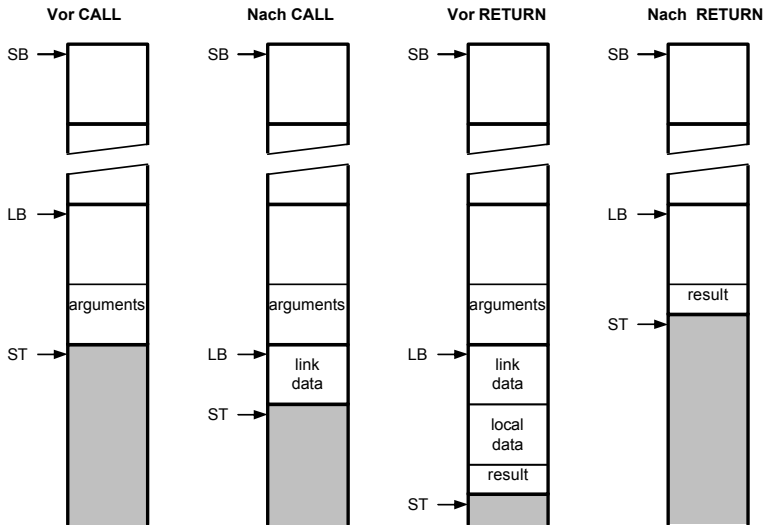 Vor CALL
SB
LB
arguments
ST
Nach CALL
SB
arguments
LB
link
data
ST
Vor RETURN
SB
arguments
LB
link
data
local
data
result
ST
Nach RETURN
SB
LB
result
ST